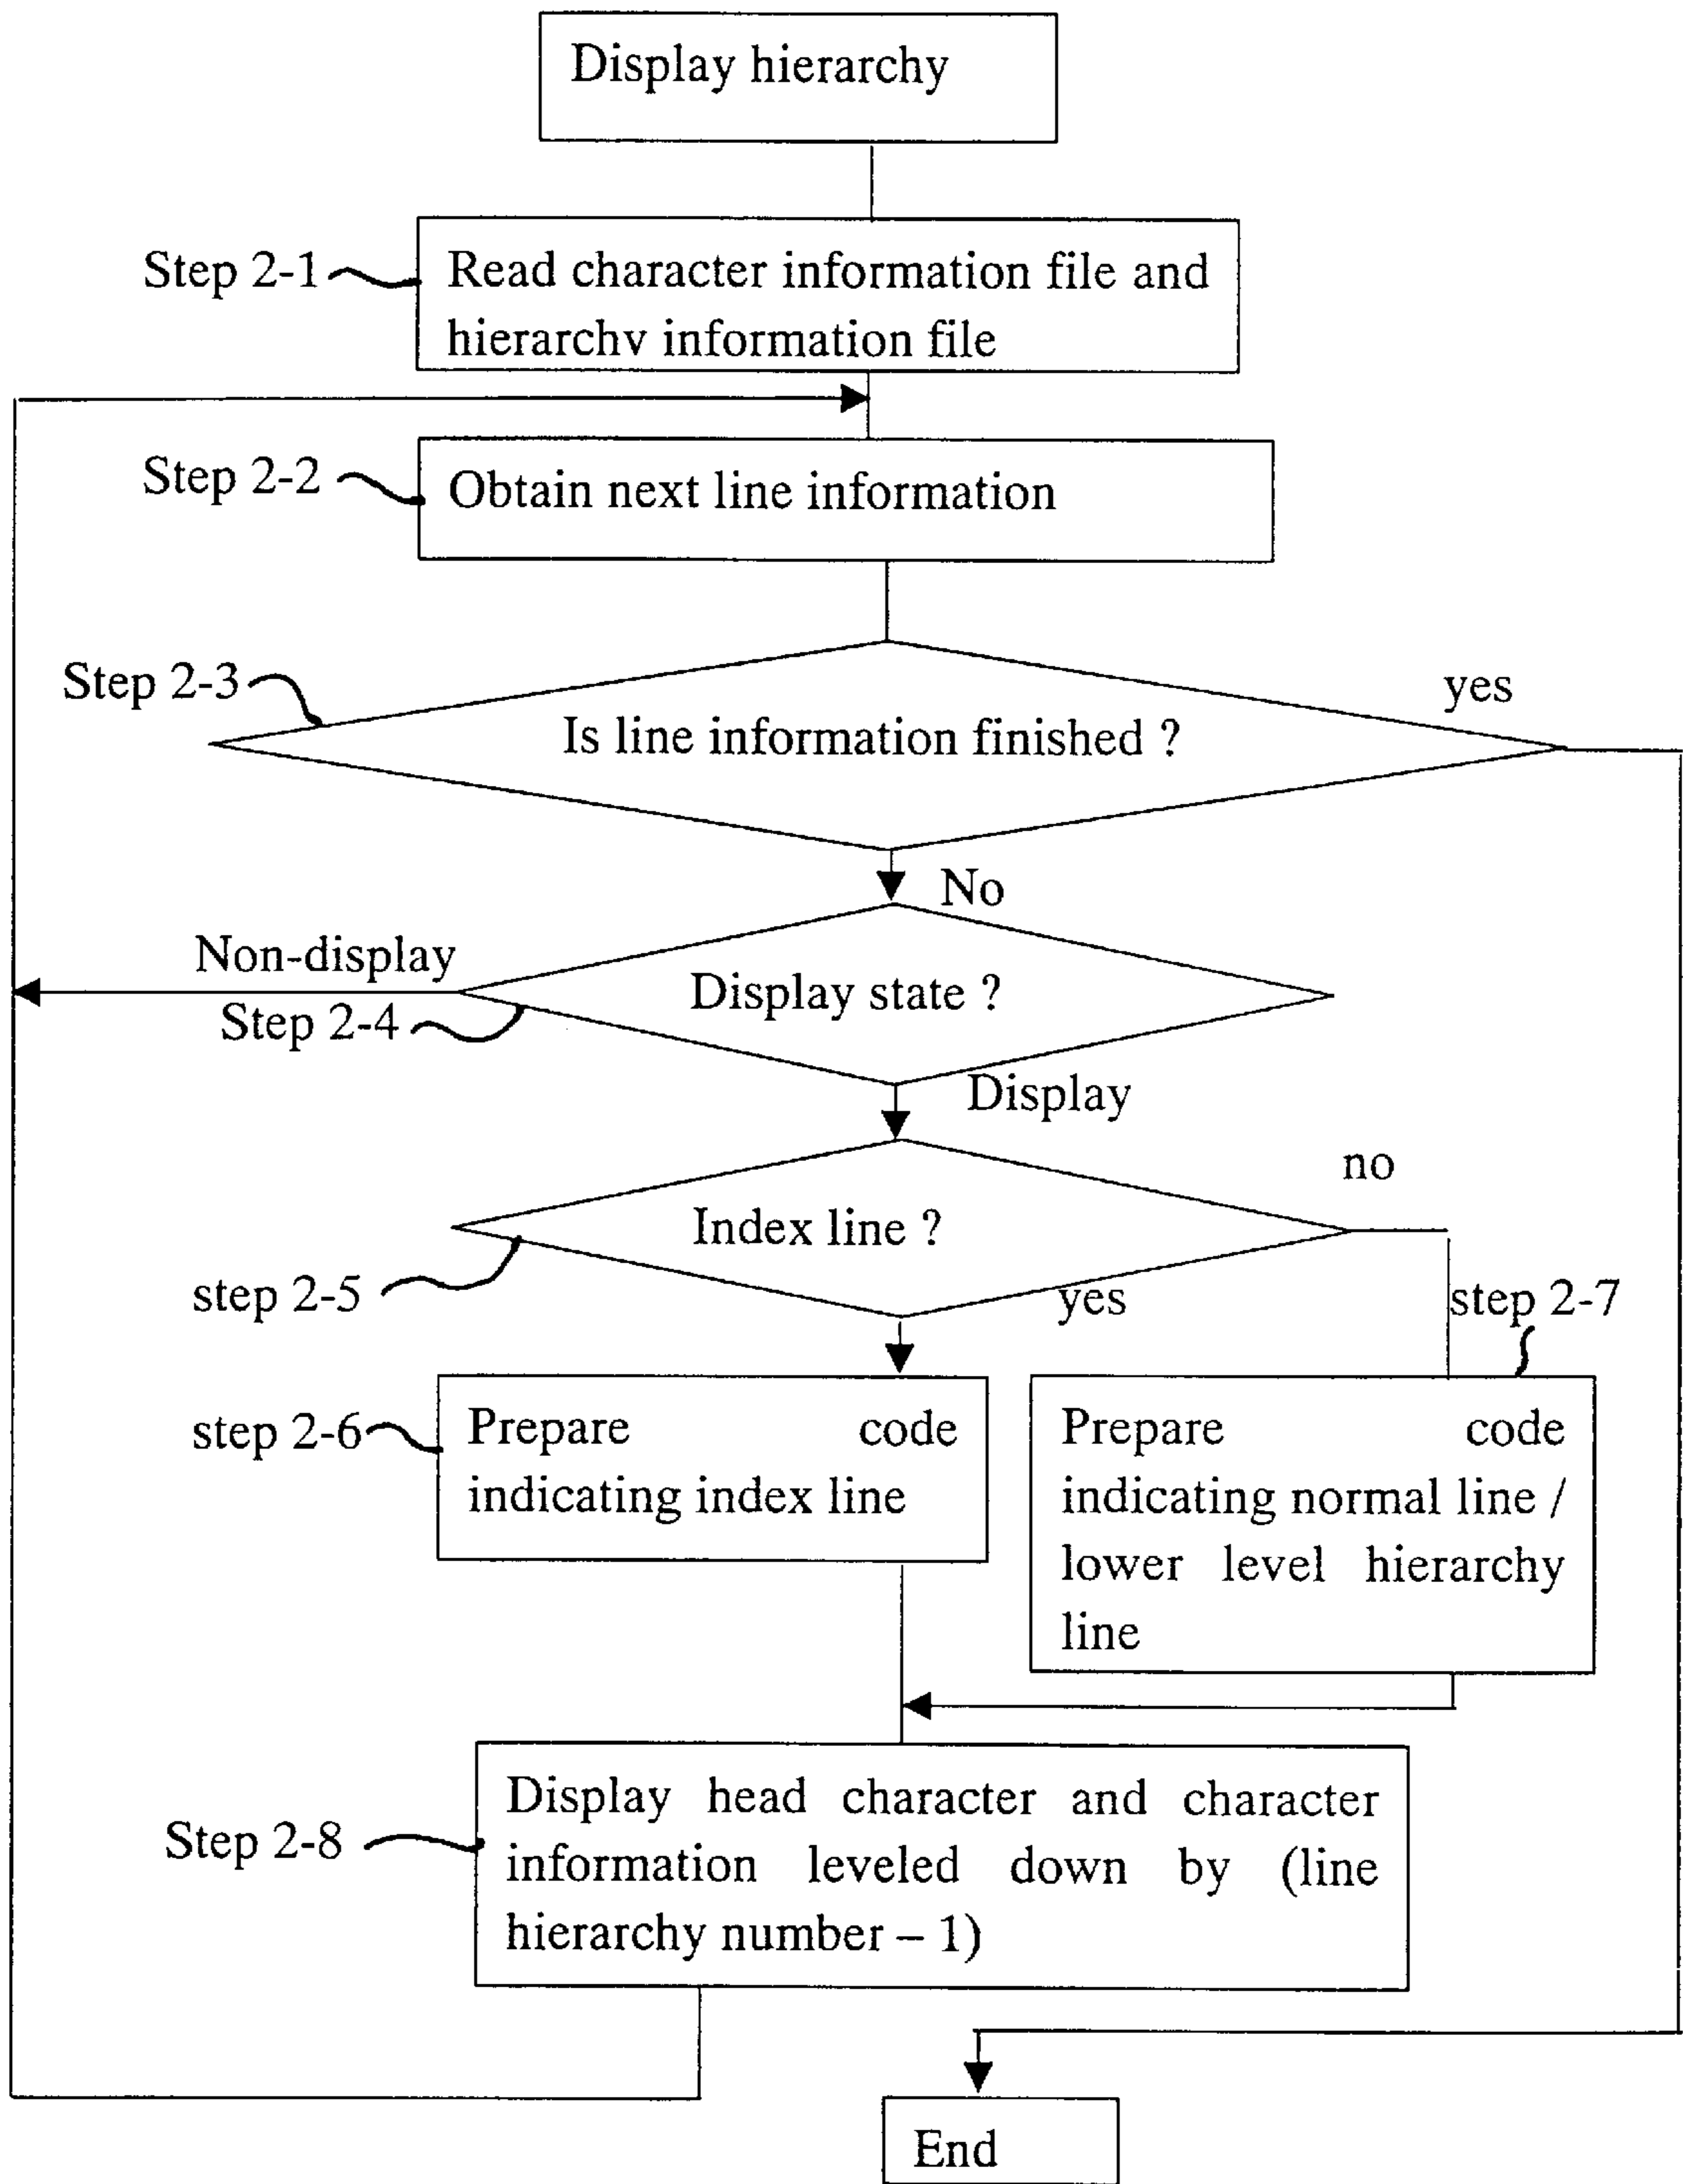 Display hierarchy
Step 2-1
Read character information file and
hierarchy information file
Step 2-2
Obtain next line information
Step 2-3
Is line information finished ?
yes
No
Non-display
Display state ?
Step 2-4
Display
no
Index line ?
step 2-5
yes
step 2-7
step 2-6
Prepare code
indicating index line
Prepare code
indicating normal line /
lower level hierarchy
line
Step 2-8
Display head character and character
information leveled down by (line
hierarchy number – 1)
End